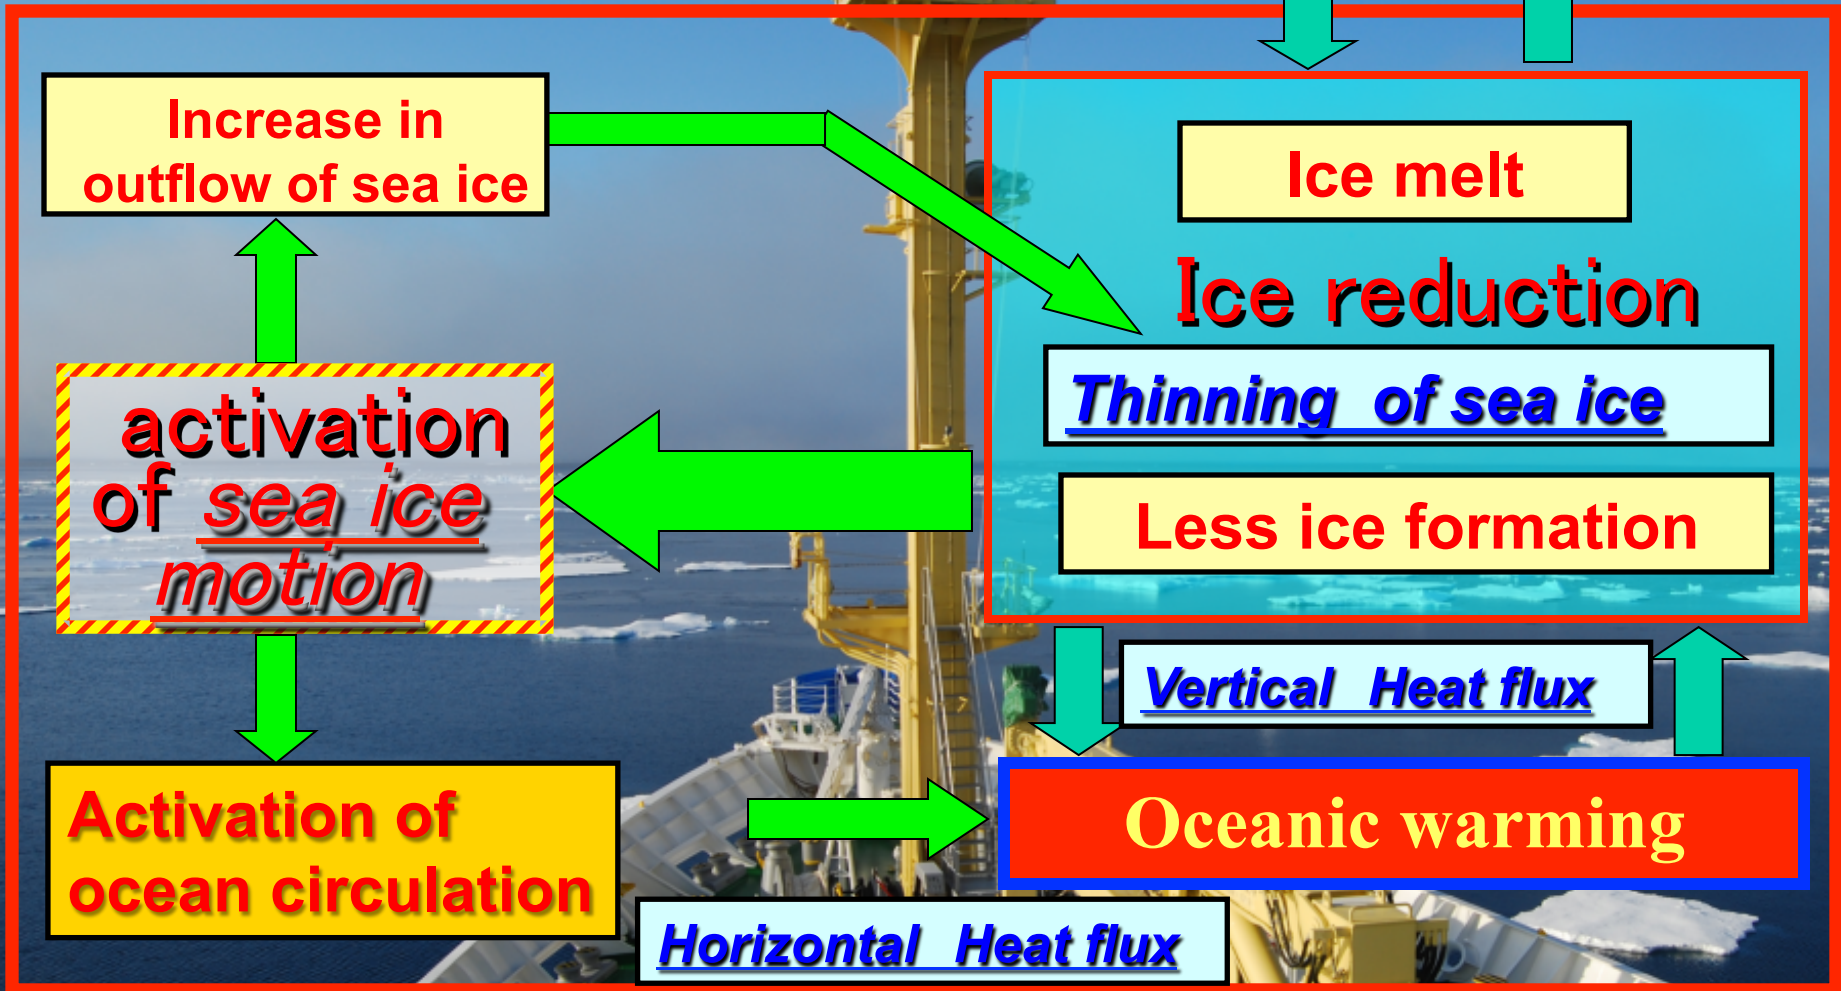 Increase in
outflow of sea ice
Ice melt
Ice reduction
Thinning of sea ice
Less ice formation
activation
of sea ice
motion
Vertical Heat flux
Activation of
ocean circulation
Oceanic warming
Horizontal Heat flux